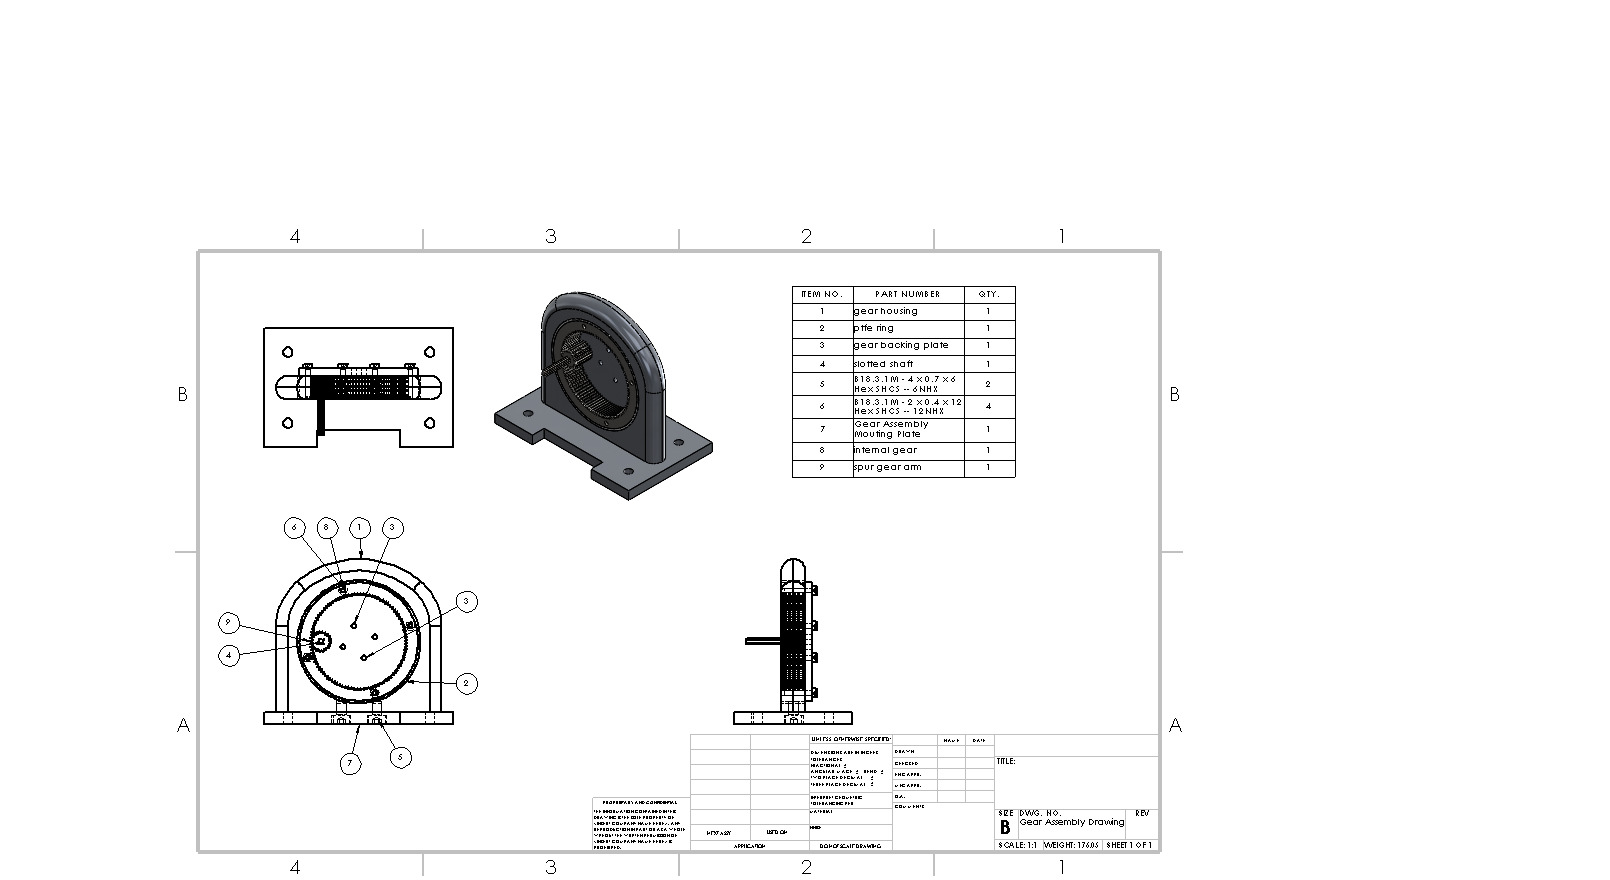 4 3 2 1
B B
ITEM NO. PART NUMBER QTY.
1 gear housing 1
2 ptfe ring 1
3 gear backing plate 1
4 slotted shaft 1
5 B18.3.1M - 4 x 0.7 x 6 Hex SHCS -- 6NHX 2
6 B18.3.1M - 2 x 0.4 x 12 Hex SHCS -- 12NHX 4
7 Gear Assembly Mouting Plate 1
8 internal gear 1
9 spur gear arm 1
6 8 1 3
3
9
4
2
7 5
A A
UNLESS OTHERWISE SPECIFIED:
DIMENSIONS ARE IN INCHES
TOLERANCES:
NAME DATE
DRAWN
CHECKED
ENG APPR.
MFG APPR.
Q.A.
COMMENTS:
TITLE:
PROPRIETARY AND CONFIDENTIAL
NEXT ASSY USED ON
APPLICATION
DO NOT SCALE DRAWING
SIZE DWG. NO. REV
B Gear Assembly Drawing
SCALE: 1:1 WEIGHT: 176.05 SHEET 1 OF 1
4 3 2 1